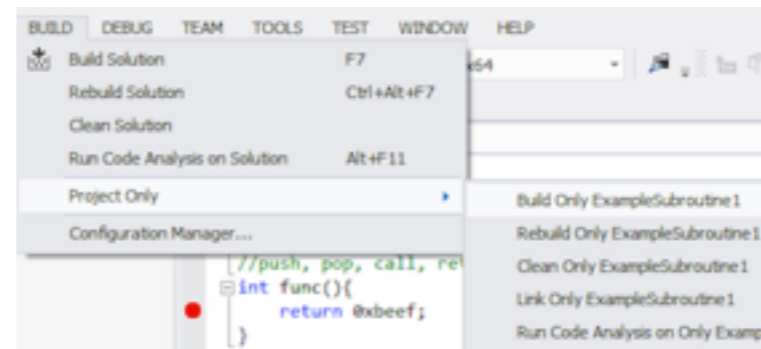 BUILD DEBUG TEAM TOOLS TEST WINDOW HELP
Build Solution F7
x64
Rebuild Solution Ctrl+Alt+F7
Clean Solution
Run Code Analysis on Solution Alt+F11
Project Only
Build Only ExampleSubroutine1
Configuration Manager...
Rebuild Only ExampleSubroutine1
//push, pop, call, ret
Clean Only ExampleSubroutine1
int func(){
Link Only ExampleSubroutine1
return 0xbeef;
Run Code Analysis on Only Examp
}